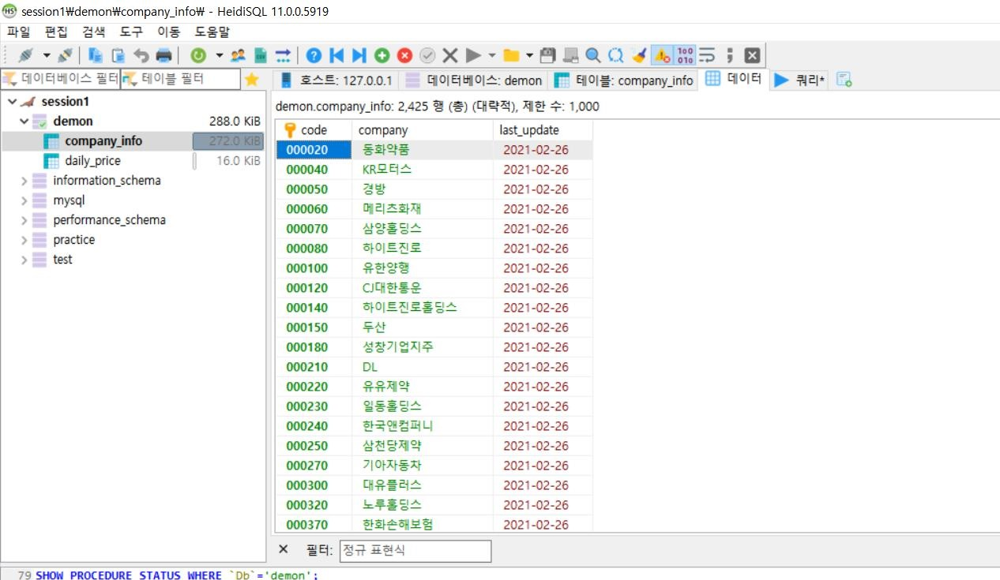 session1₩demon₩company_info₩ - HeidiSQL 11.0.0.5919
파일 편집 검색 도구 이동 도움말
데이터베이스 필터 테이블 필터
호스트: 127.0.0.1 데이터베이스: demon 테이블: company_info 데이터 쿼리*
session1
demon 288.0 KiB
company_info 272.0 KiB
daily_price 16.0 KiB
information_schema
mysql
performance_schema
practice
test
demon.company_info: 2,425 행 (총) (대략적), 제한 수: 1,000
code company last_update
000020 동화약품 2021-02-26
000040 KR모터스 2021-02-26
000050 경방 2021-02-26
000060 메리츠화재 2021-02-26
000070 삼양홀딩스 2021-02-26
000080 하이트진로 2021-02-26
000100 유한양행 2021-02-26
000120 CJ대한통운 2021-02-26
000140 하이트진로홀딩스 2021-02-26
000150 두산 2021-02-26
000180 성창기업지주 2021-02-26
000210 DL 2021-02-26
000220 유유제약 2021-02-26
000230 일동홀딩스 2021-02-26
000240 한국앤컴퍼니 2021-02-26
000250 삼천당제약 2021-02-26
000270 기아자동차 2021-02-26
000300 대유플러스 2021-02-26
000320 노루홀딩스 2021-02-26
000370 한화손해보험 2021-02-26
필터: 정규 표현식
79 SHOW PROCEDURE STATUS WHERE `Db`='demon';